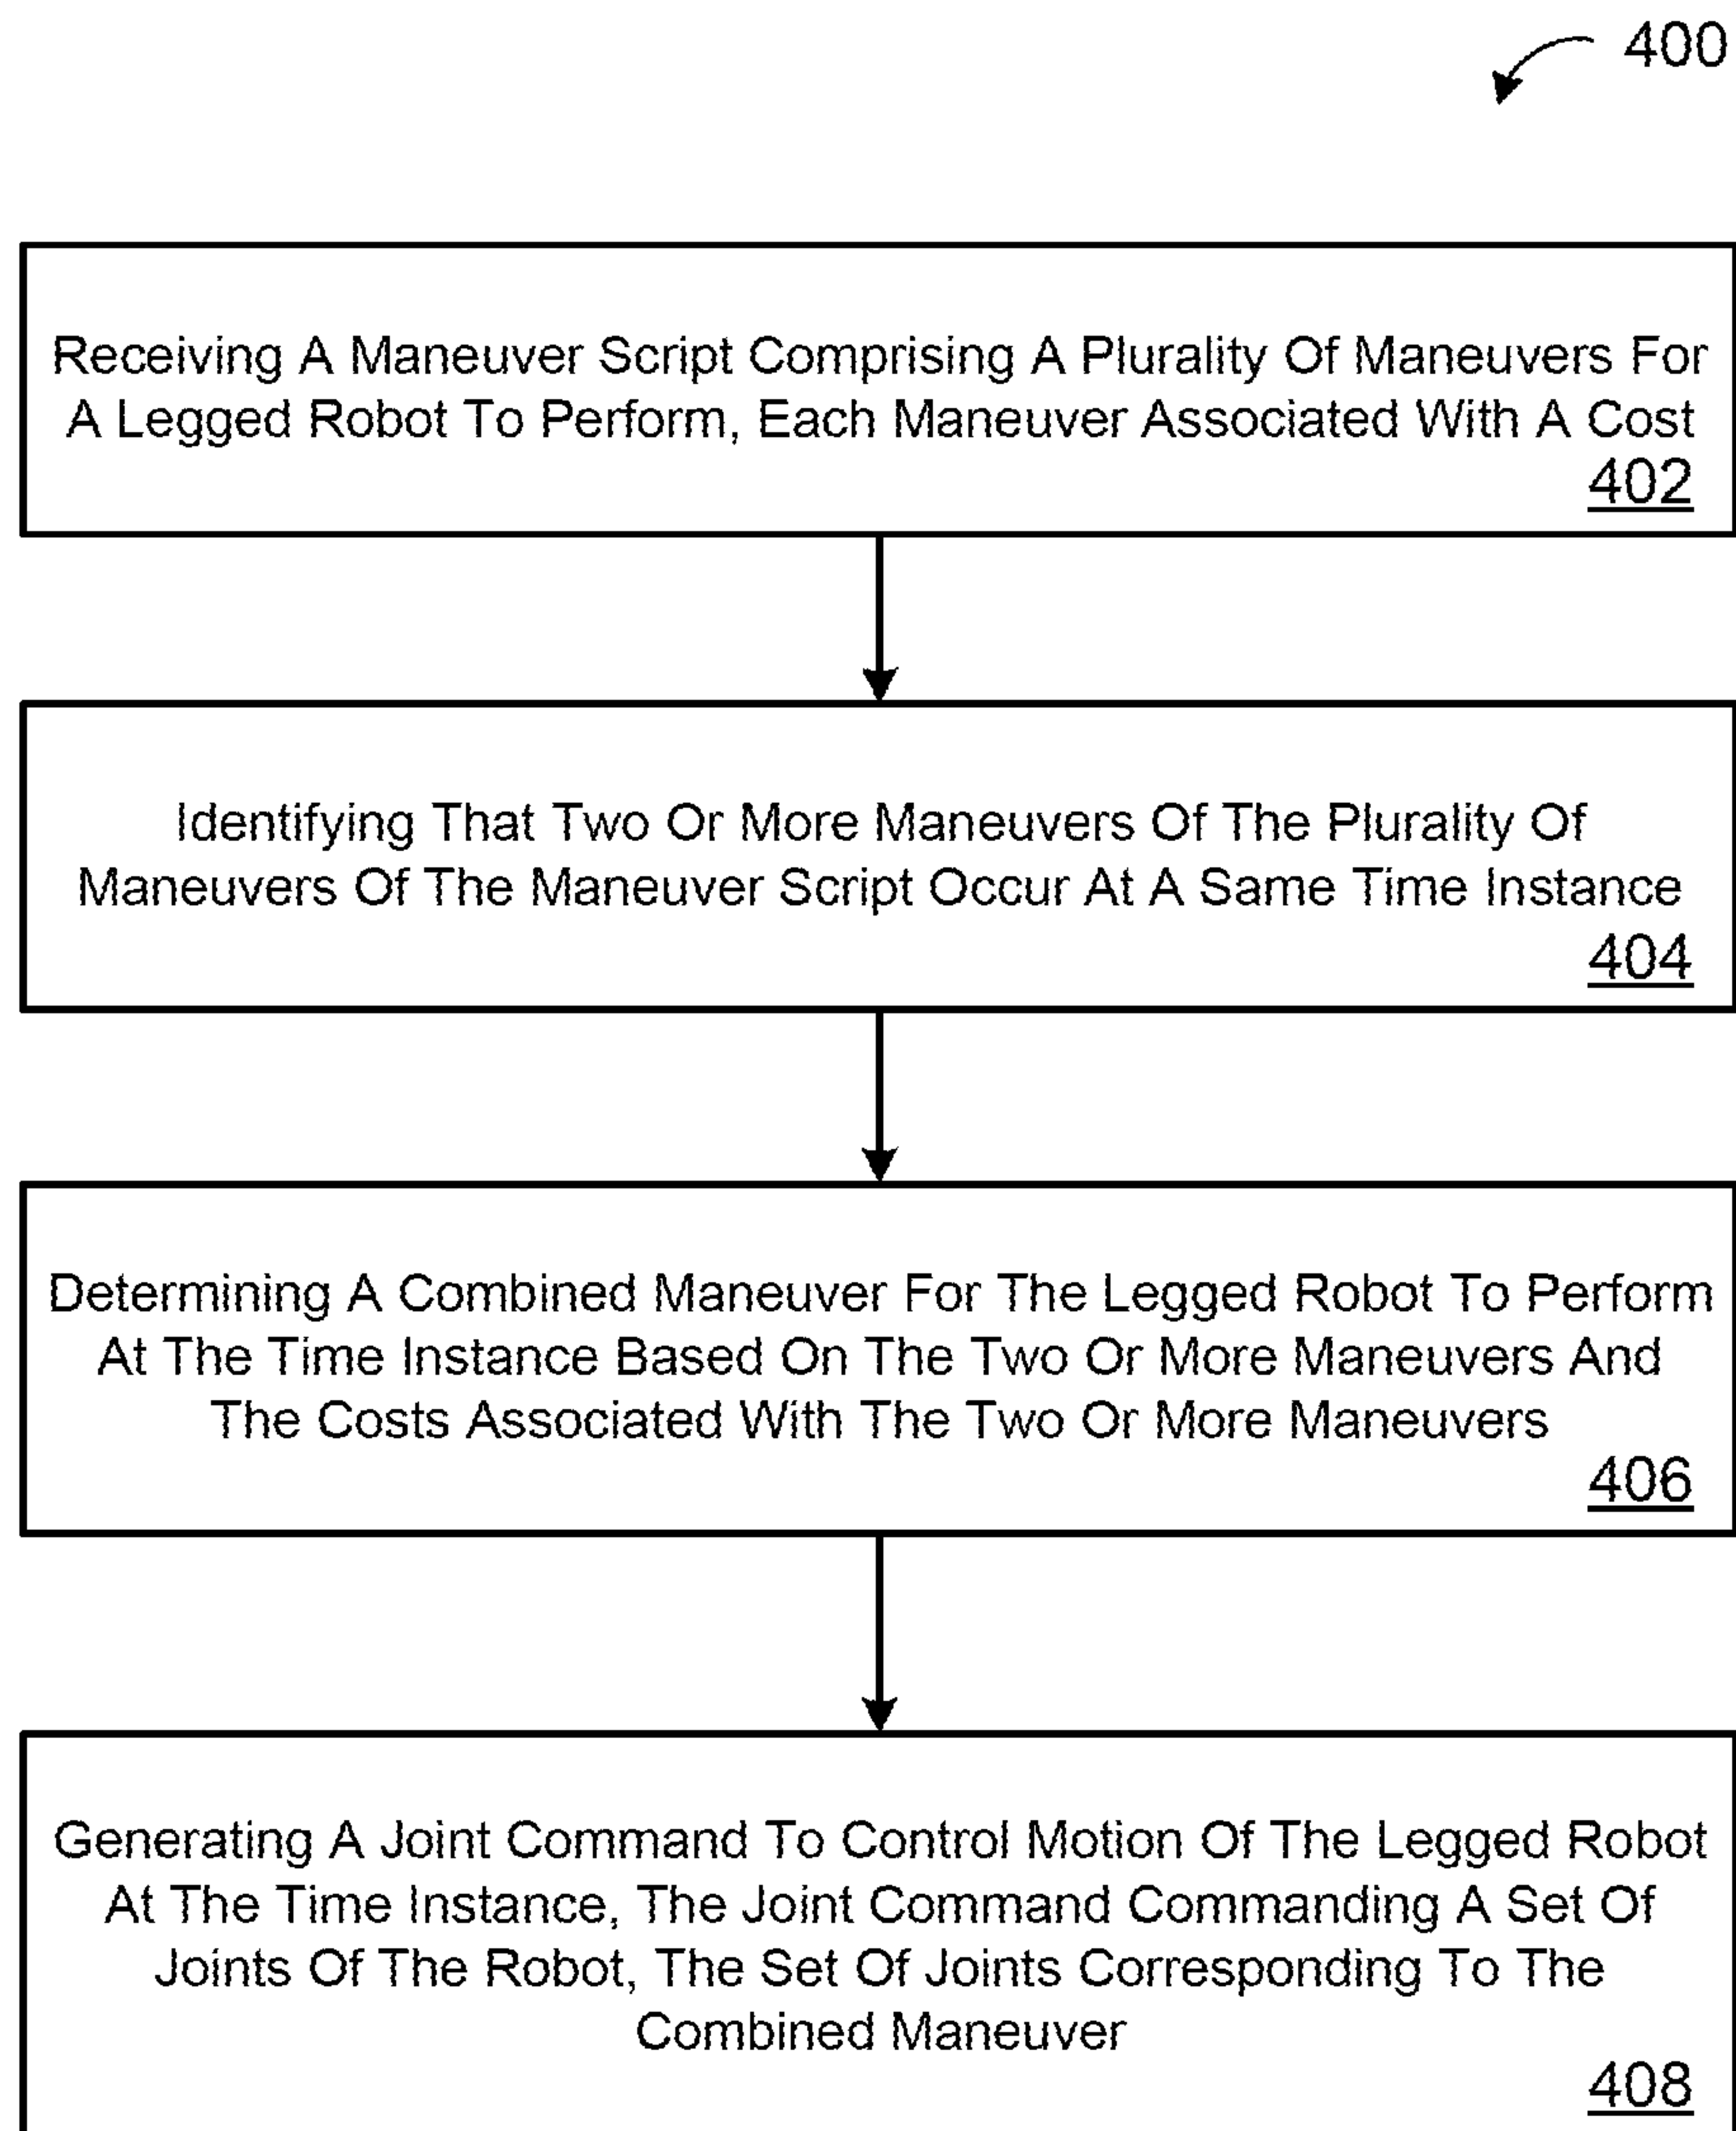 400
Receiving A Maneuver Script Comprising A Plurality Of Maneuvers For
A Legged Robot To Perform, Each Maneuver Associated With A Cost
402
Identifying That Two Or More Maneuvers Of The Plurality Of
Maneuvers Of The Maneuver Script Occur At A Same Time Instance
404
Determining A Combined Maneuver For The Legged Robot To Perform
At The Time Instance Based On The Two Or More Maneuvers And
The Costs Associated With The Two Or More Maneuvers
406
Generating A Joint Command To Control Motion Of The Legged Robot
At The Time Instance, The Joint Command Commanding A Set Of
Joints Of The Robot, The Set Of Joints Corresponding To The
Combined Maneuver
408